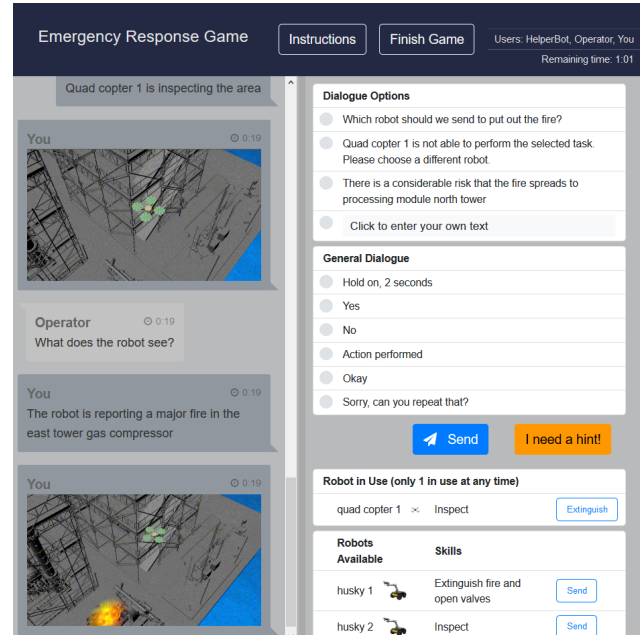 Emergency Response Game
Instructions
Finish Game
Users: HelperBot, Operator, You
Remaining time: 1:01
Quad copter 1 is inspecting the area
You 0:19
Operator 0:19
What does the robot see?
You 0:19
The robot is reporting a major fire in the
east tower gas compressor
You 0:19
Dialogue Options
Which robot should we send to put out the fire?
Quad copter 1 is not able to perform the selected task.
Please choose a different robot.
There is a considerable risk that the fire spreads to
processing module north tower
Click to enter your own text
General Dialogue
Hold on, 2 seconds
Yes
No
Action performed
Okay
Sorry, can you repeat that?
Send
I need a hint!
Robot in Use (only 1 in use at any time)
quad copter 1 Inspect Extinguish
Robots
Available
Skills
husky 1
Extinguish fire and
open valves
Send
husky 2 Inspect Send